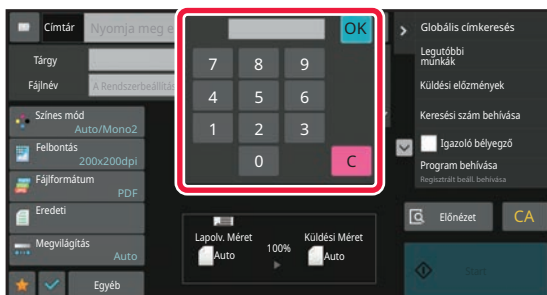 Címtár
Nyomja meg e
Tárgy
Fájlnév
A Rendszerbeállítás
Színes mód
Auto/Mono2
Felbontás
200x200dpi
Fájlformátum
PDF
Eredeti
Megvilágítás
Auto
Egyéb
OK
7 8 9
4 5 6
1 2 3
0 C
Lapolv. Méret
Auto
100%
Küldési Méret
Auto
Globális címkeresés
Legutóbbi
munkák
Küldési előzmények
Keresési szám behívása
Igazoló bélyegző
Program behívása
Regisztrált beáll. behívása
Előnézet
CA
Start